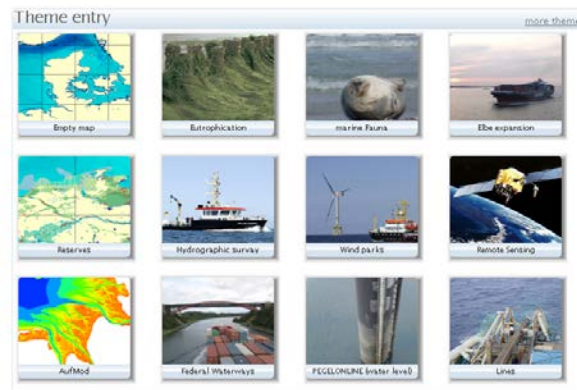 Theme entry
more theme
Empty map
Eutrophication
marine Fauna
Elbe expansion
Reserves
Hydrographic survay
Wind parks
Remote Sensing
AufMod
Federal Waterways
PEGELONLINE (water level)
Lines